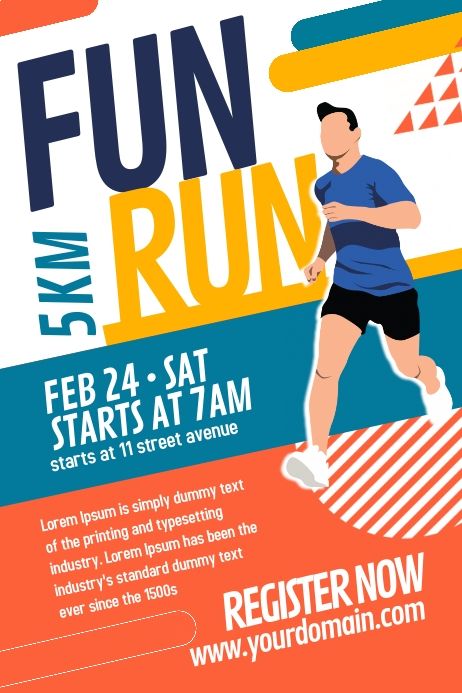 FUN
RUN
5KM
FEB 24 • SAT
STARTS AT 7AM
starts at 11 street avenue
Lorem Ipsum is simply dummy text
of the printing and typesetting
industry. Lorem Ipsum has been the
industry's standard dummy text
ever since the 1500s
REGISTER NOW
www.yourdomain.com